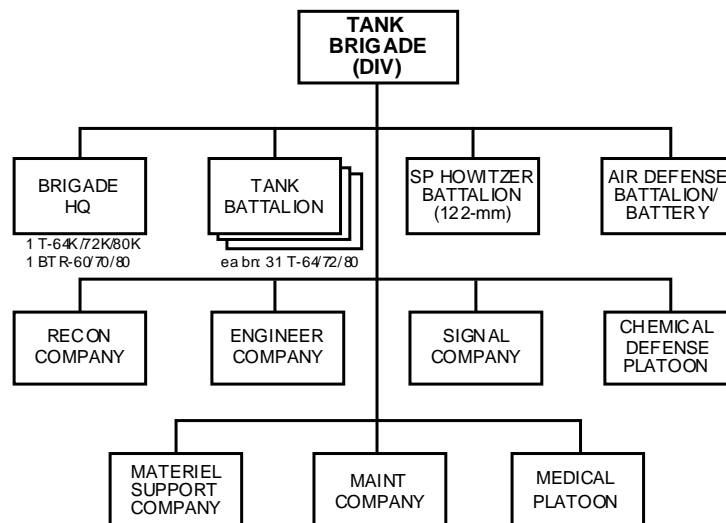 TANK
BRIGADE
(DIV)
BRIGADE
HQ
TANK
BATTALION
SP HOWITZER
BATTALION
(122-mm)
AIR DEFENSE
BATTALION/
BATTERY
1 T-64K/72K/80K
1 BTR-60/70/80
ea bn: 31 T-64/72/80
RECON
COMPANY
ENGINEER
COMPANY
SIGNAL
COMPANY
CHEMICAL
DEFENSE
PLATOON
MATERIEL
SUPPORT
COMPANY
MAINT
COMPANY
MEDICAL
PLATOON